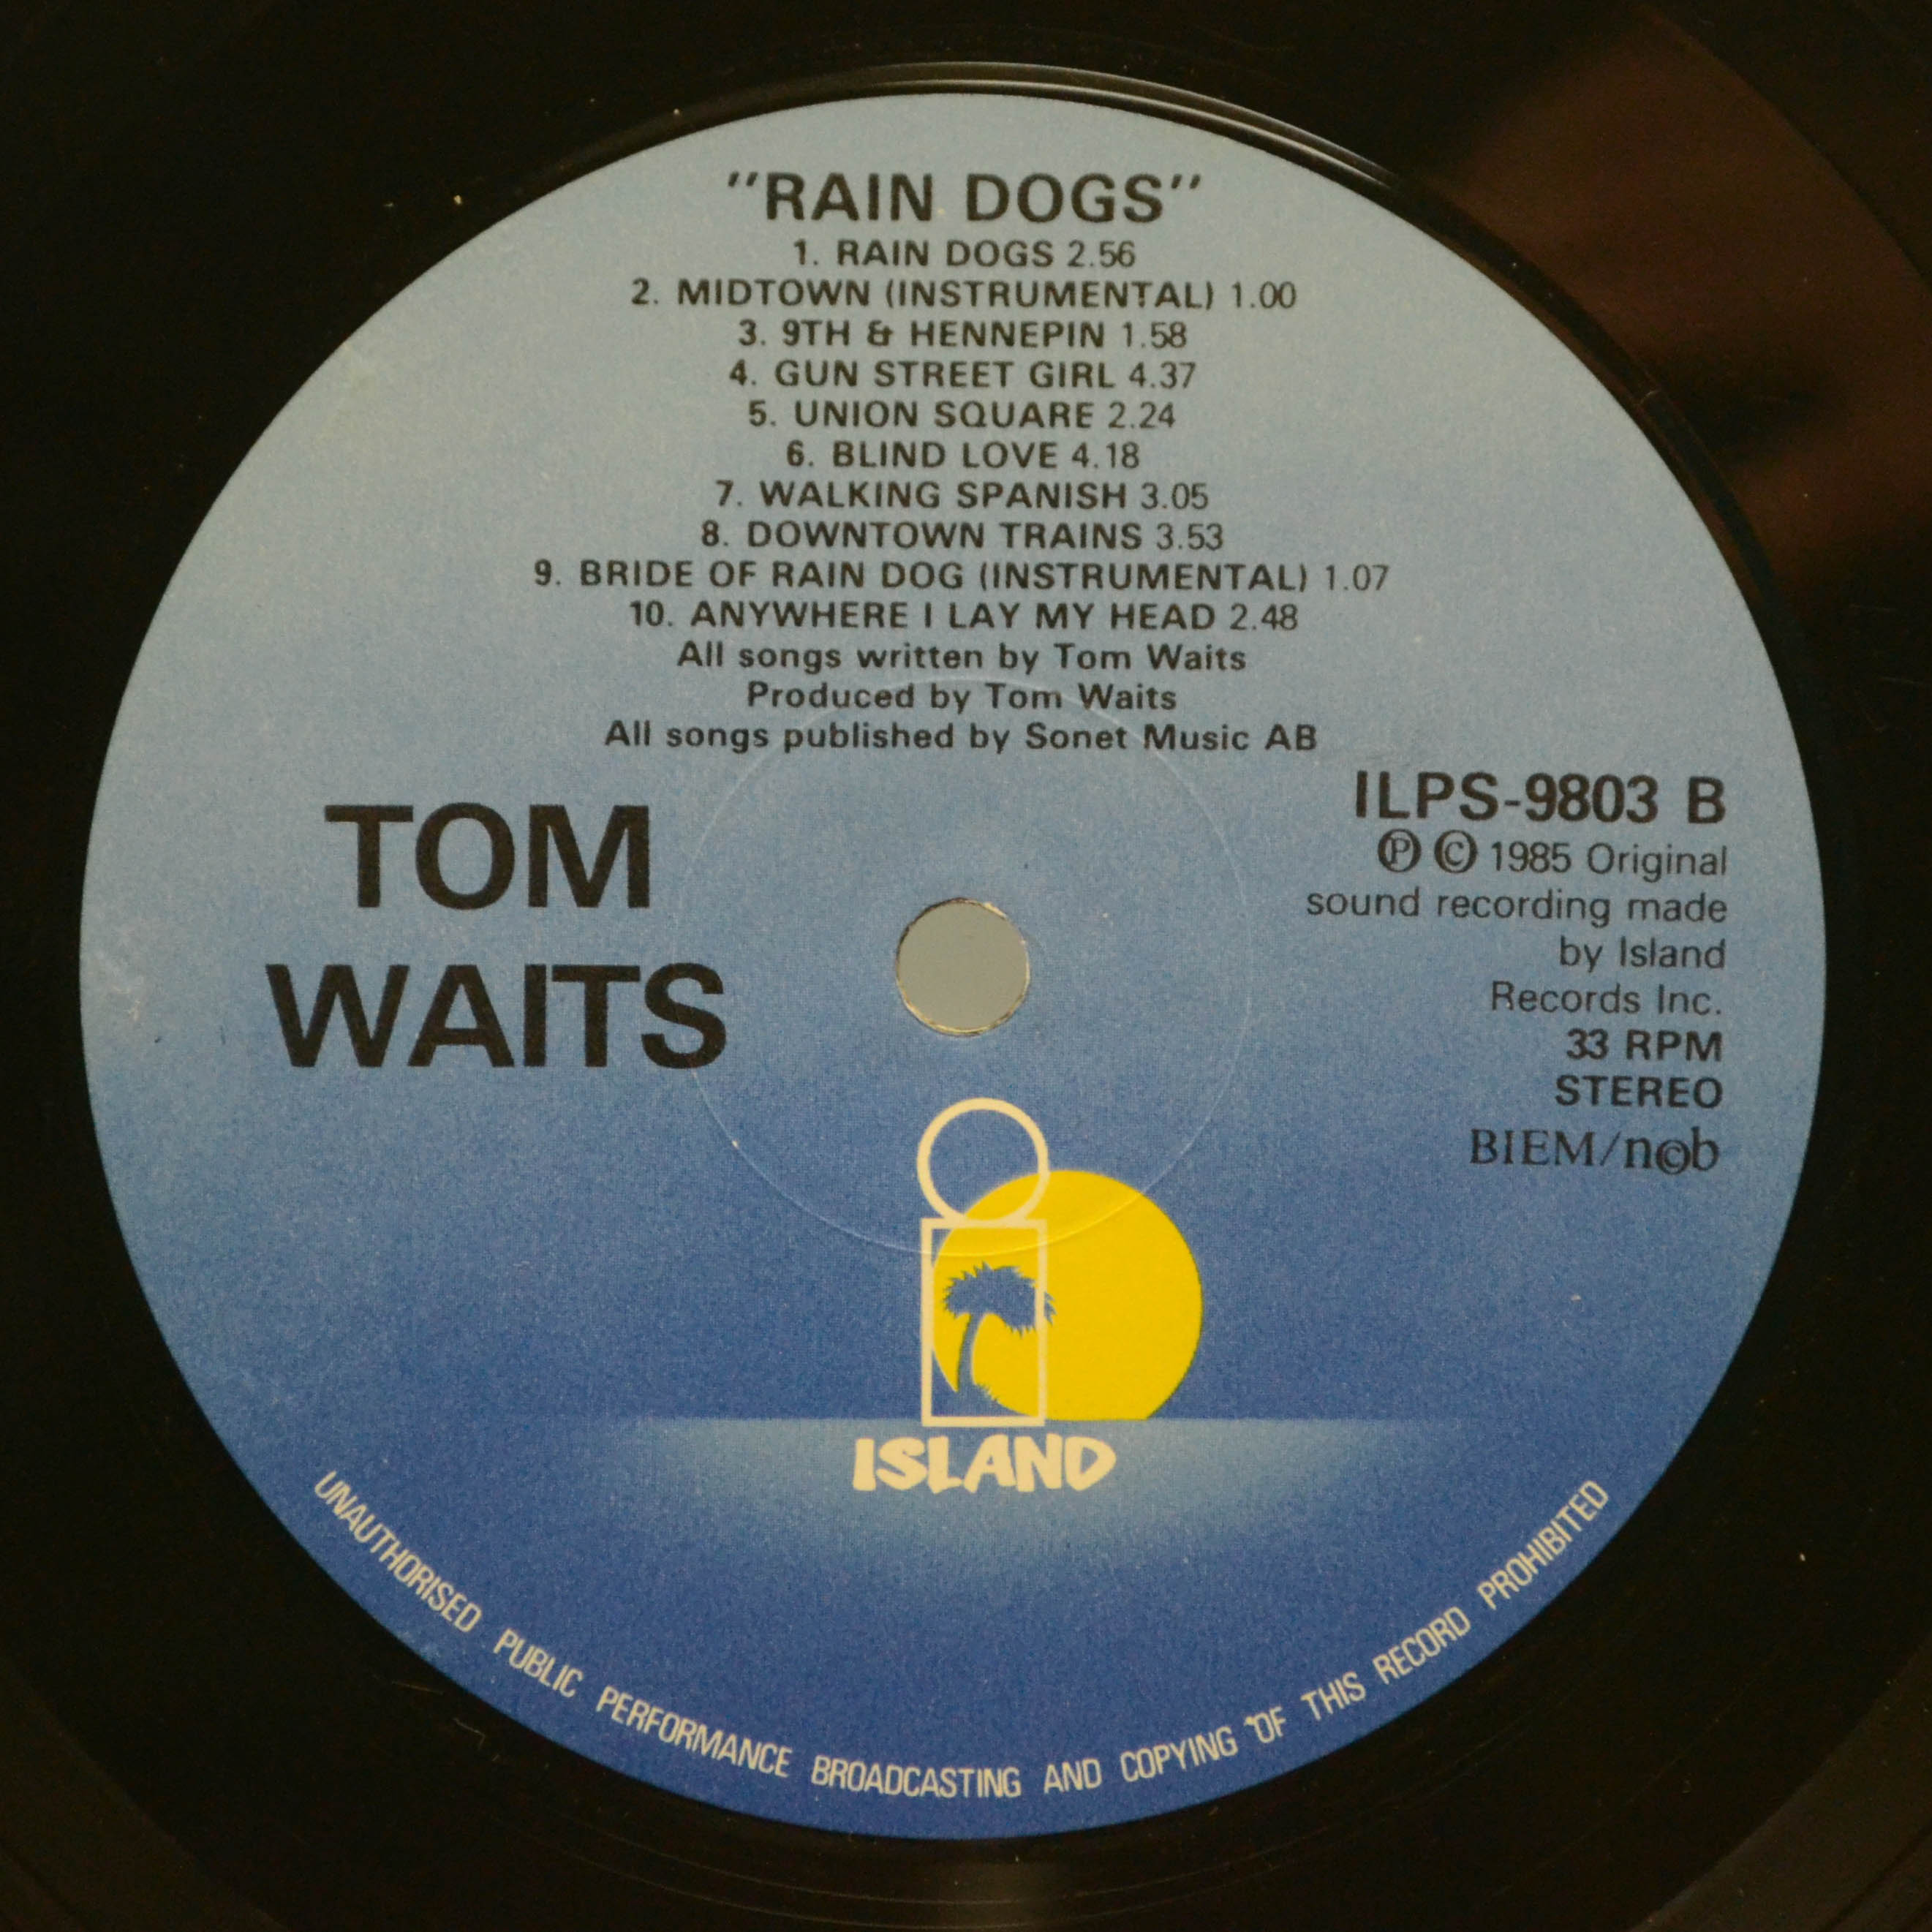 "RAIN DOGS"
1. RAIN DOGS 2.56
2. MIDTOWN (INSTRUMENTAL) 1.00
3. 9TH & HENNEPIN 1.58
4. GUN STREET GIRL 4.37
5. UNION SQUARE 2.24
6. BLIND LOVE 4.18
7. WALKING SPANISH 3.05
8. DOWNTOWN TRAINS 3.53
9. BRIDE OF RAIN DOG (INSTRUMENTAL) 1.07
10. ANYWHERE I LAY MY HEAD 2.48
All songs written by Tom Waits
Produced by Tom Waits
All songs published by Sonet Music AB
TOM
WAITS
ILPS-9803 B
℗ © 1985 Original
sound recording made
by Island
Records Inc.
33 RPM
STEREO
BIEM/n©b
ISLAND
UNAUTHORISED PUBLIC PERFORMANCE BROADCASTING AND COPYING OF THIS RECORD PROHIBITED